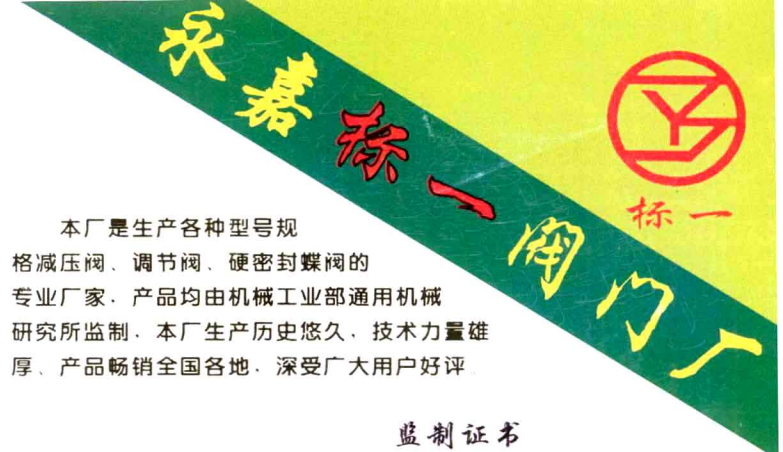 永嘉标一阀门厂
标一
本厂是生产各种型号规
格减压阀、调节阀、硬密封蝶阀的
专业厂家．产品均由机械工业部通用机械
研究所监制．本厂生产历史悠久．技术力量雄
厚、产品畅销全国各地．深受广大用户好评．
监制证书